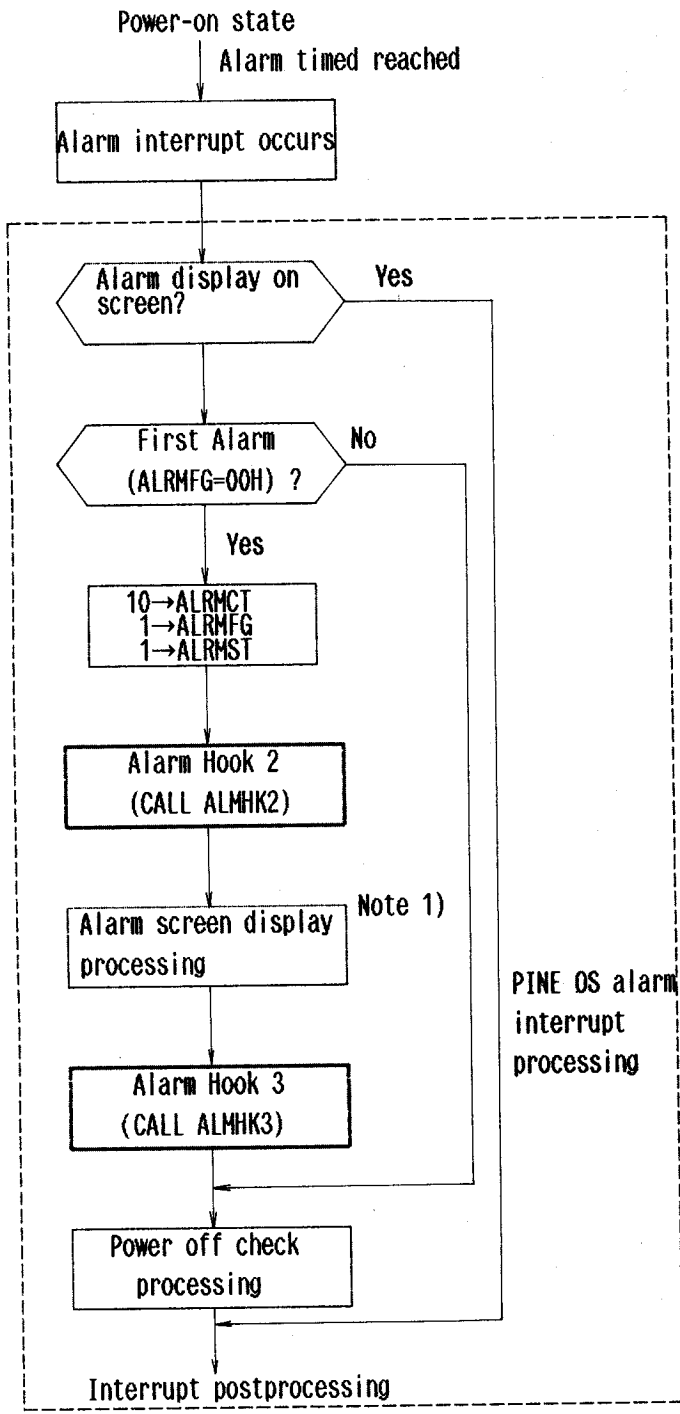 Power-on state
Alarm timed reached
Alarm interrupt occurs
Alarm display on
screen?
Yes
First Alarm
(ALRMFG=00H) ?
No
Yes
10→ALRMCT
1→ALRMFG
1→ALRMST
Alarm Hook 2
(CALL ALMHK2)
Note 1)
Alarm screen display
processing
PINE OS alarm
interrupt
processing
Alarm Hook 3
(CALL ALMHK3)
Power off check
processing
Interrupt postprocessing